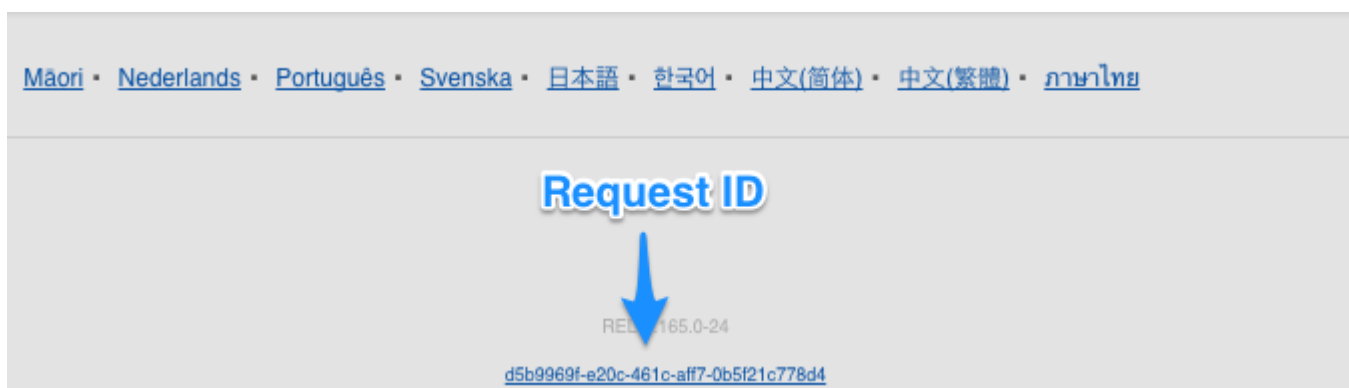 Māori ▪ Nederlands ▪ Português ▪ Svenska ▪ 日本語 ▪ 한국어 ▪ 中文(简体) ▪ 中文(繁體) ▪ ภาษาไทย
Request ID
165.0-24
d5b9969f-e20c-461c-aff7-0b5f21c778d4